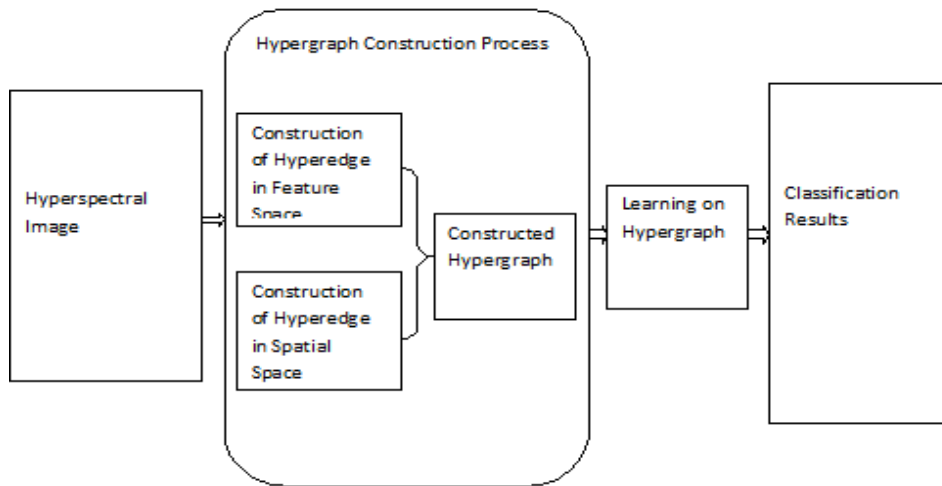 Hypergraph Construction Process
Hyperspectral
Image
Construction
of Hyperedge
in Feature
Space
Construction
of Hyperedge
in Spatial
Space
Constructed
Hypergraph
Learning on
Hypergraph
Classification
Results